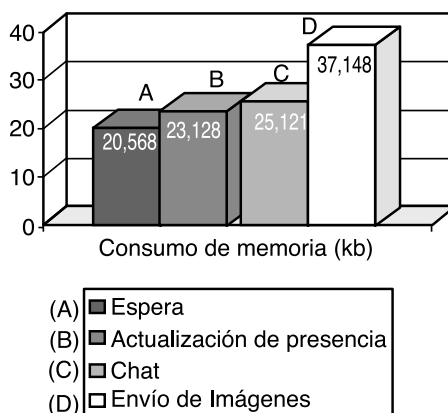 40
30
20
10
0
A
B
C
D
20,568
23,128
25,121
37,148
Consumo de memoria (kb)
(A) Espera
(B) Actualización de presencia
(C) Chat
(D) Envío de Imágenes